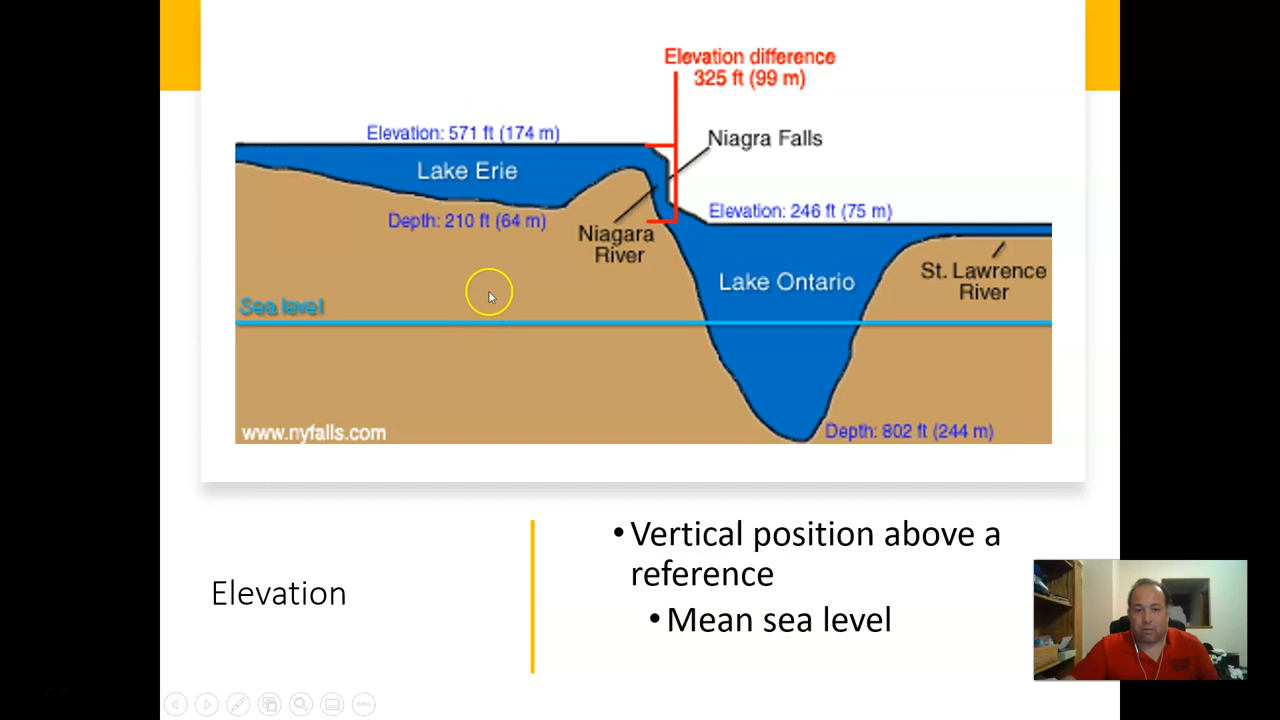 Elevation difference
325 ft (99 m)
Elevation: 571 ft (174 m)
Niagra Falls
Lake Erie
Elevation: 246 ft (75 m)
Depth: 210 ft (64 m)
Niagara
River
Lake Ontario
St. Lawrence
River
Sea level
www.nyfalls.com
Depth: 802 ft (244 m)
Elevation
•Vertical position above a
reference
•Mean sea level